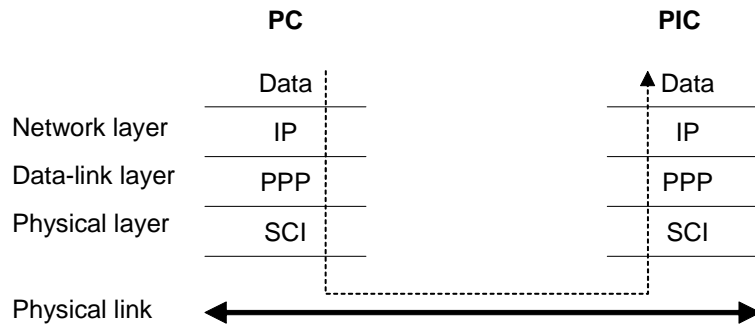 PC PIC
Data Data
Network layer IP IP
Data-link layer PPP PPP
Physical layer SCI SCI
Physical link